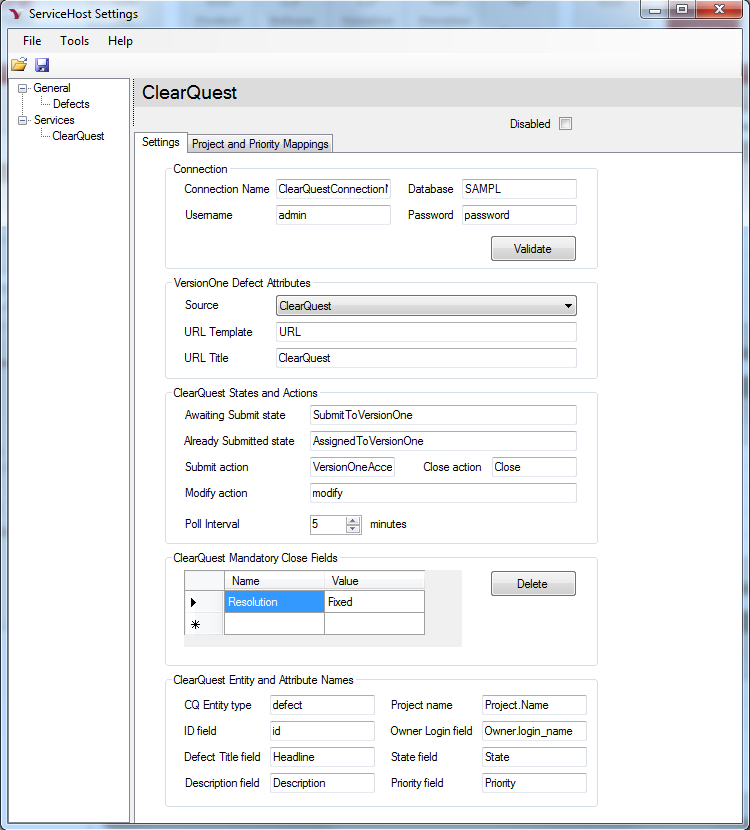 ServiceHost Settings
File Tools Help
General
Defects
Services
ClearQuest
ClearQuest
Disabled
Settings Project and Priority Mappings
Connection
Connection Name ClearQuestConnection Database SAMPL
Username admin Password password
Validate
VersionOne Defect Attributes
Source ClearQuest
URL Template URL
URL Title ClearQuest
ClearQuest States and Actions
Awaiting Submit state SubmitToVersionOne
Already Submitted state AssignedToVersionOne
Submit action VersionOneAcce Close action Close
Modify action modify
Poll Interval 5 minutes
ClearQuest Mandatory Close Fields
Name Value
Resolution Fixed
Delete
ClearQuest Entity and Attribute Names
CQ Entity type defect Project name Project.Name
ID field id Owner Login field Owner.login_name
Defect Title field Headline State field State
Description field Description Priority field Priority